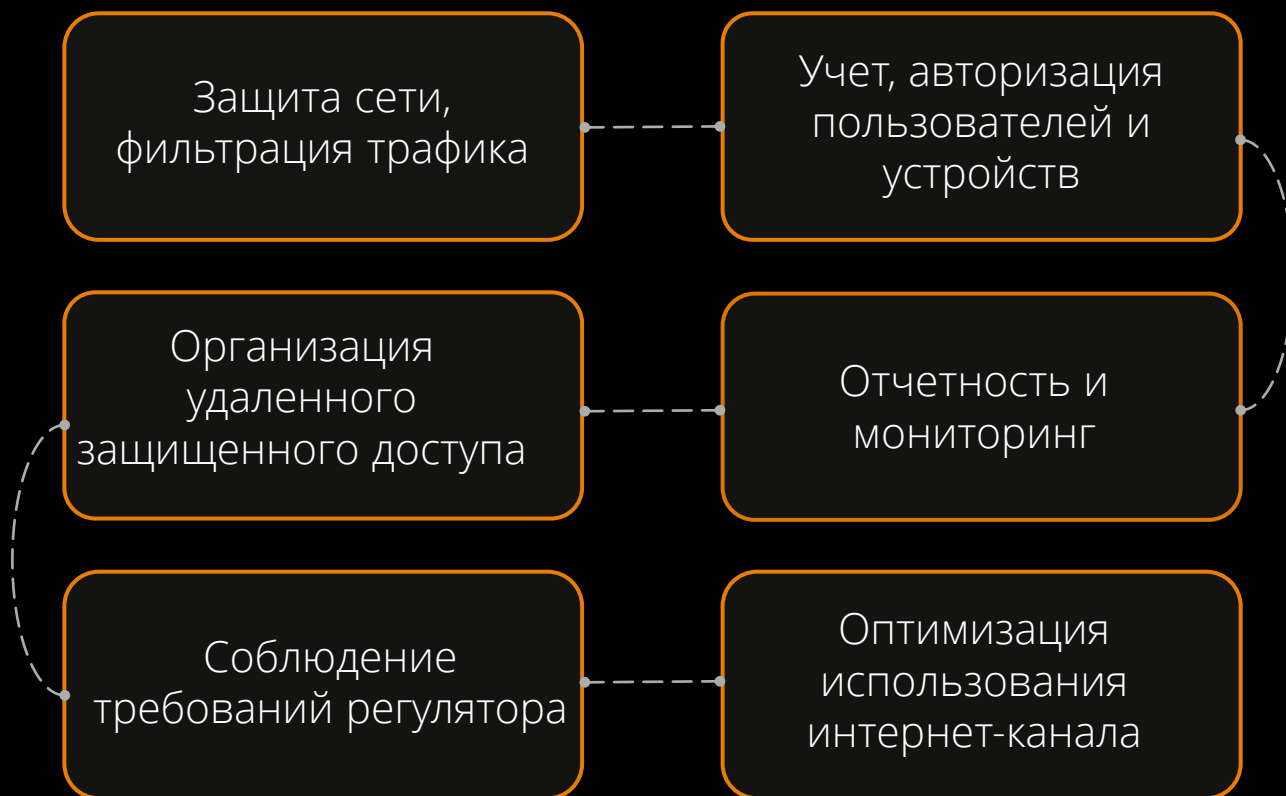 Защита сети,
фильтрация трафика
Учет, авторизация
пользователей и
устройств
Организация
удаленного
защищенного доступа
Отчетность и
мониторинг
Соблюдение
требований регулятора
Оптимизация
использования
интернет-канала